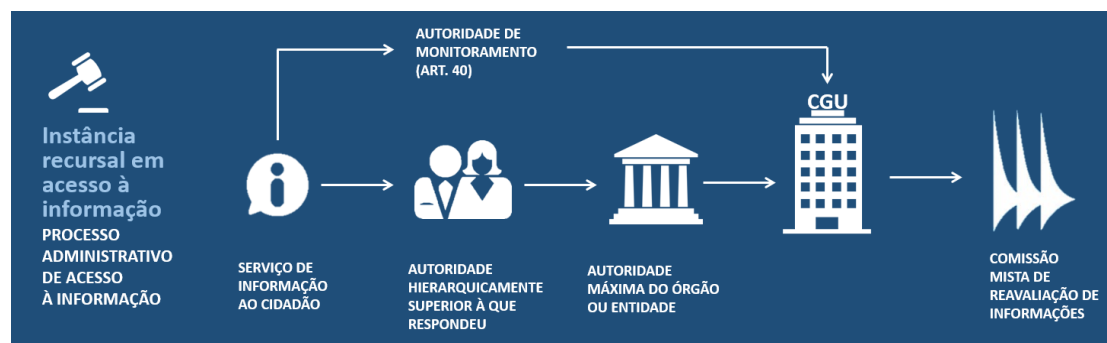 Instância
recursal em
acesso à
informação
PROCESSO
ADMINISTRATIVO
DE ACESSO
À INFORMAÇÃO
AUTORIDADE DE
MONITORAMENTO
(ART. 40)
SERVIÇO DE
INFORMAÇÃO
AO CIDADÃO
AUTORIDADE
HIERARQUICAMENTE
SUPERIOR À QUE
RESPONDEU
AUTORIDADE
MÁXIMA DO ÓRGÃO
OU ENTIDADE
CGU
COMISSÃO
MISTA DE
REAVALIAÇÃO DE
INFORMAÇÕES